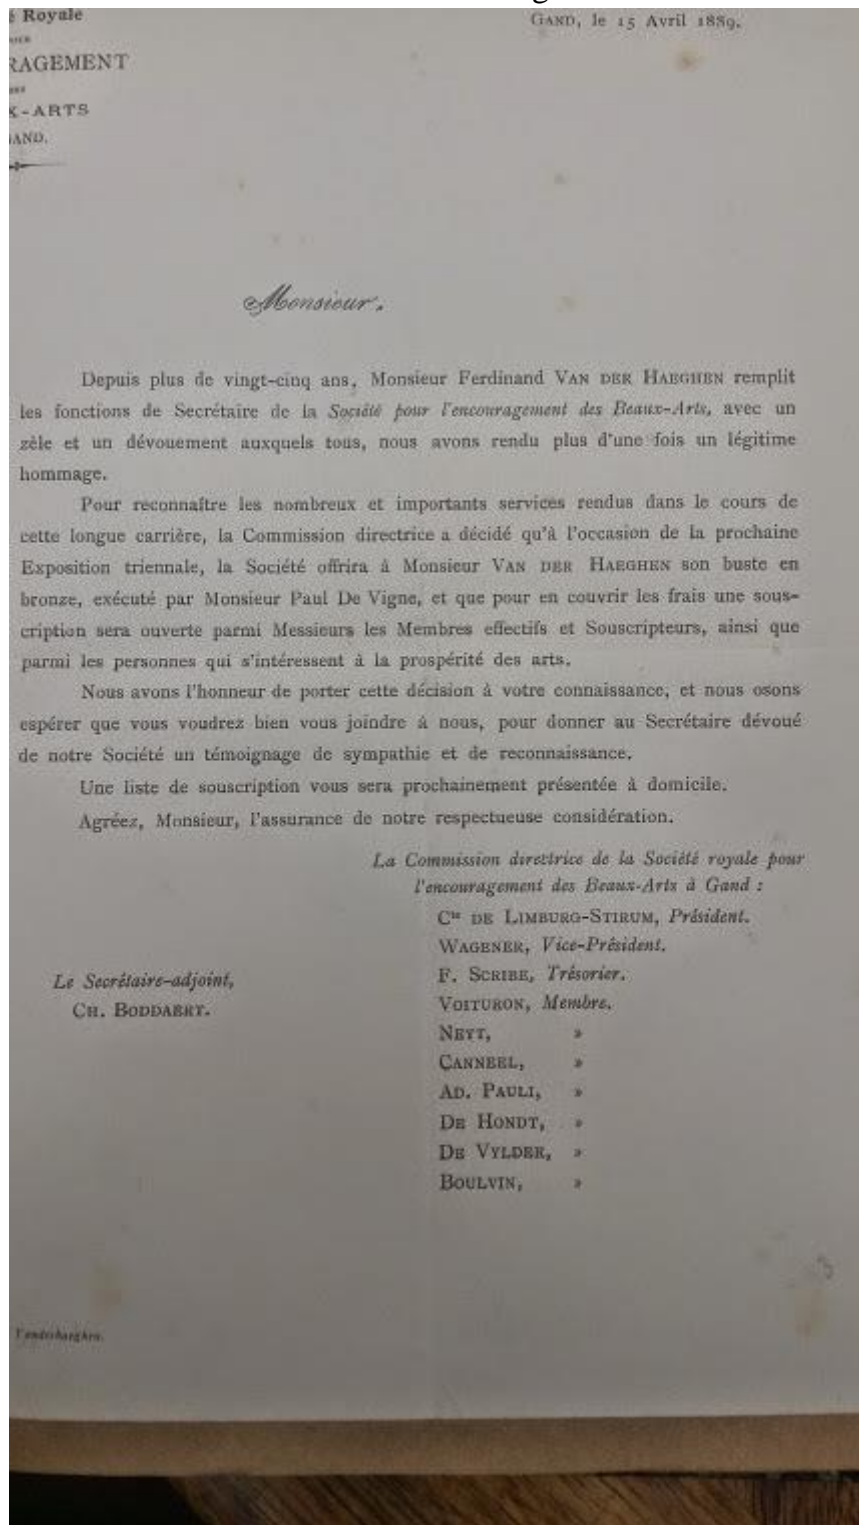 Royale
RAGEMENT
X-ARTS
GAND.
GAND, le 15 Avril 1889.
Monsieur.
Depuis plus de vingt-cinq ans, Monsieur Ferdinand VAN DER HAEGHEN remplit
les fonctions de Secrétaire de la Société pour l'encouragement des Beaux-Arts, avec un
zèle et un dévouement auxquels tous, nous avons rendu plus d'une fois un légitime
hommage.
Pour reconnaître les nombreux et importants services rendus dans le cours de
cette longue carrière, la Commission directrice a décidé qu'à l'occasion de la prochaine
Exposition triennale, la Société offrira à Monsieur VAN DER HAEGHEN son buste en
bronze, exécuté par Monsieur Paul De Vigne, et que pour en couvrir les frais une sous-
cription sera ouverte parmi Messieurs les Membres effectifs et Souscripteurs, ainsi que
parmi les personnes qui s'intéressent à la prospérité des arts.
Nous avons l'honneur de porter cette décision à votre connaissance, et nous osons
espérer que vous voudrez bien vous joindre à nous, pour donner au Secrétaire dévoué
de notre Société un témoignage de sympathie et de reconnaissance.
Une liste de souscription vous sera prochainement présentée à domicile.
Agréez, Monsieur, l'assurance de notre respectueuse considération.
La Commission directrice de la Société royale pour
l'encouragement des Beaux-Arts à Gand :
Cte DE LIMBURG-STIRUM, Président.
WAGENER, Vice-Président.
F. SCRIBE, Trésorier.
VOITURON, Membre.
NEYT, »
CANNEEL, »
AD. PAULI, »
DE HONDT, »
DE VYLDER, »
BOULVIN, »
Le Secrétaire-adjoint,
CH. BODDAERT.
Vanderhaeghen.